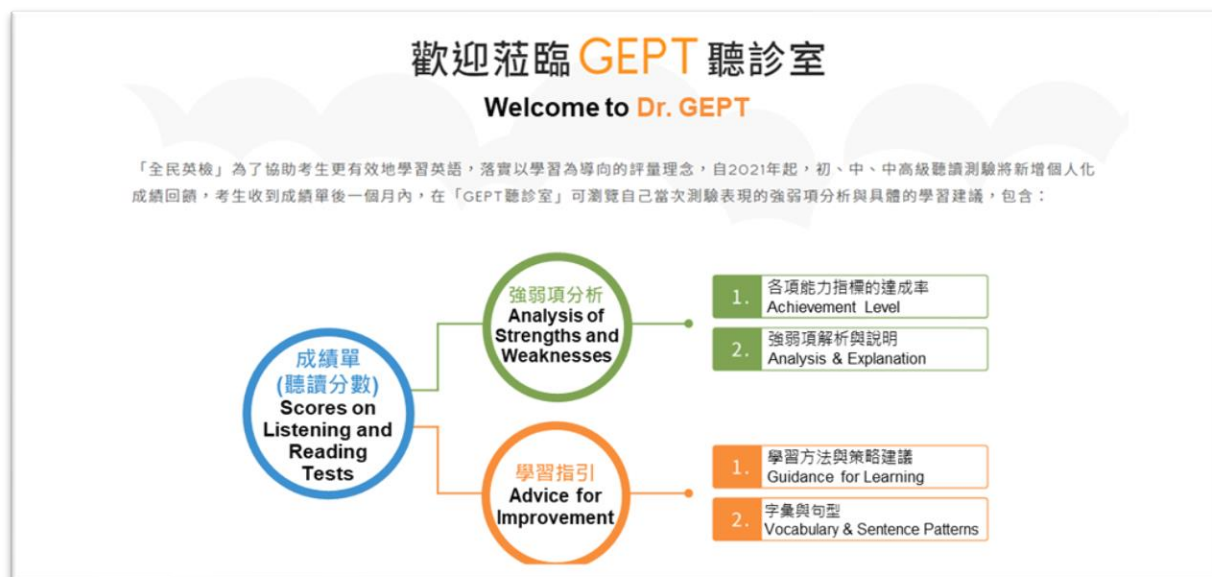 歡迎蒞臨 GEPT 聽診室
Welcome to Dr. GEPT
「全民英檢」為了協助考生更有效地學習英語，落實以學習為導向的評量理念，自2021年起，初、中、中高級聽讀測驗將新增個人化
成績回饋，考生收到成績單後一個月內，在「GEPT聽診室」可瀏覽自己當次測驗表現的強弱項分析與具體的學習建議，包含：
成績單
(聽讀分數)
Scores on
Listening and
Reading
Tests
強弱項分析
Analysis of
Strengths and
Weaknesses
1. 各項能力指標的達成率
Achievement Level
2. 強弱項解析與說明
Analysis & Explanation
學習指引
Advice for
Improvement
1. 學習方法與策略建議
Guidance for Learning
2. 字彙與句型
Vocabulary & Sentence Patterns